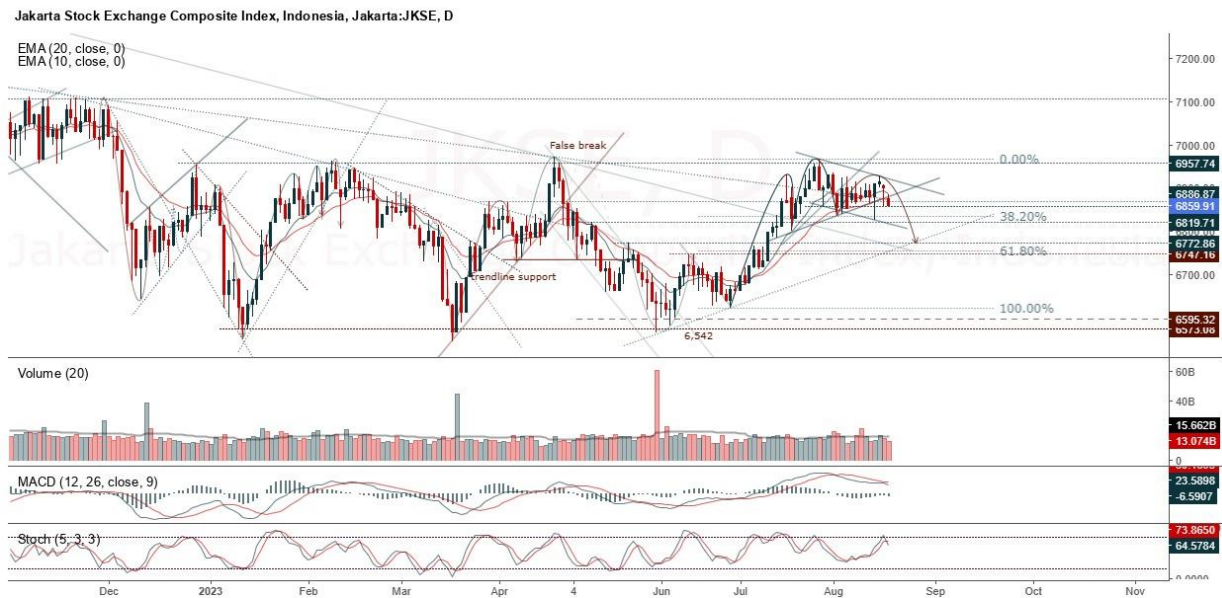 Jakarta Stock Exchange Composite Index, Indonesia, Jakarta:JKSE, D
EMA (20, close, 0)
EMA (10, close, 0)
7200.00
7100.00
7000.00
False break
0.00%
6957.74
6886.87
6859.91
38.20%
6819.71
6772.86
61.80%
6747.16
6700.00
trendline support
100.00%
6595.32
6573.08
6,542
Volume (20)
60B
40B
15.662B
13.074B
0
MACD (12, 26, close, 9)
23.5898
-6.5907
Stoch (5, 3, 3)
73.8650
64.5784
0.0000
Dec 2023 Feb Mar 4 Jun Jul Aug Sep Oct Nov